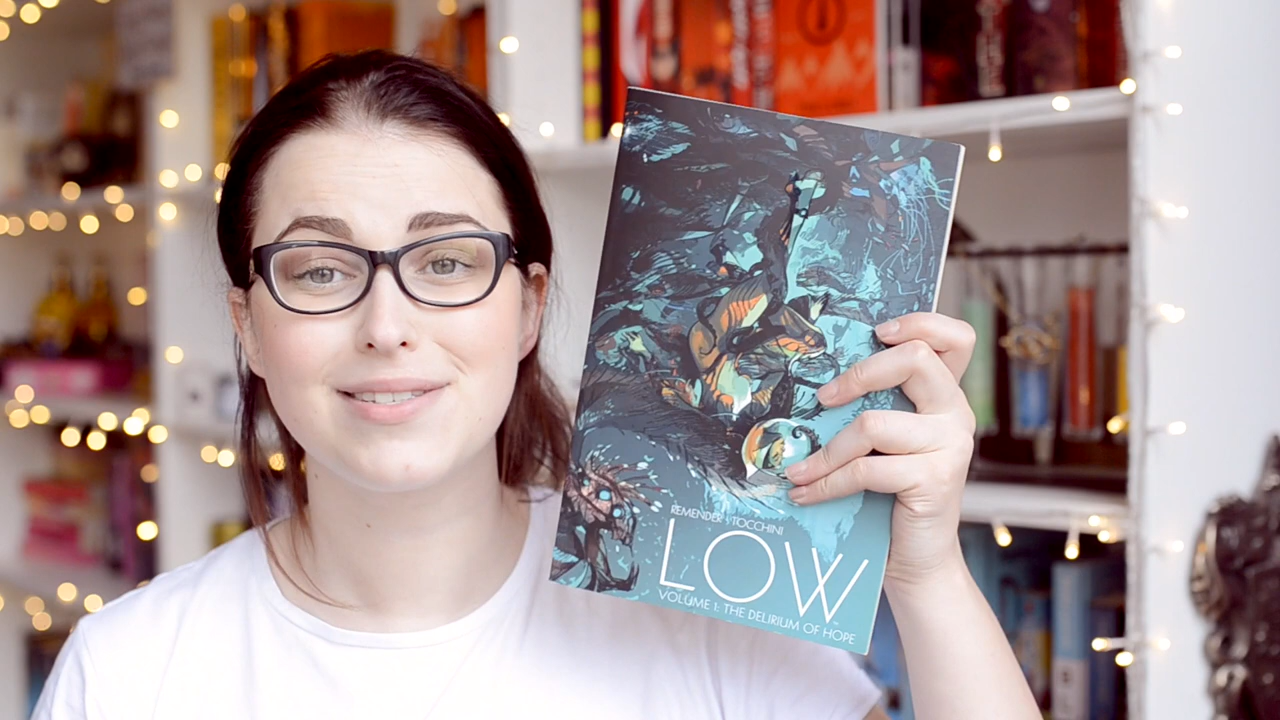 REMENDER TOCCHINI
LOW
VOLUME 1: THE DELIRIUM OF HOPE